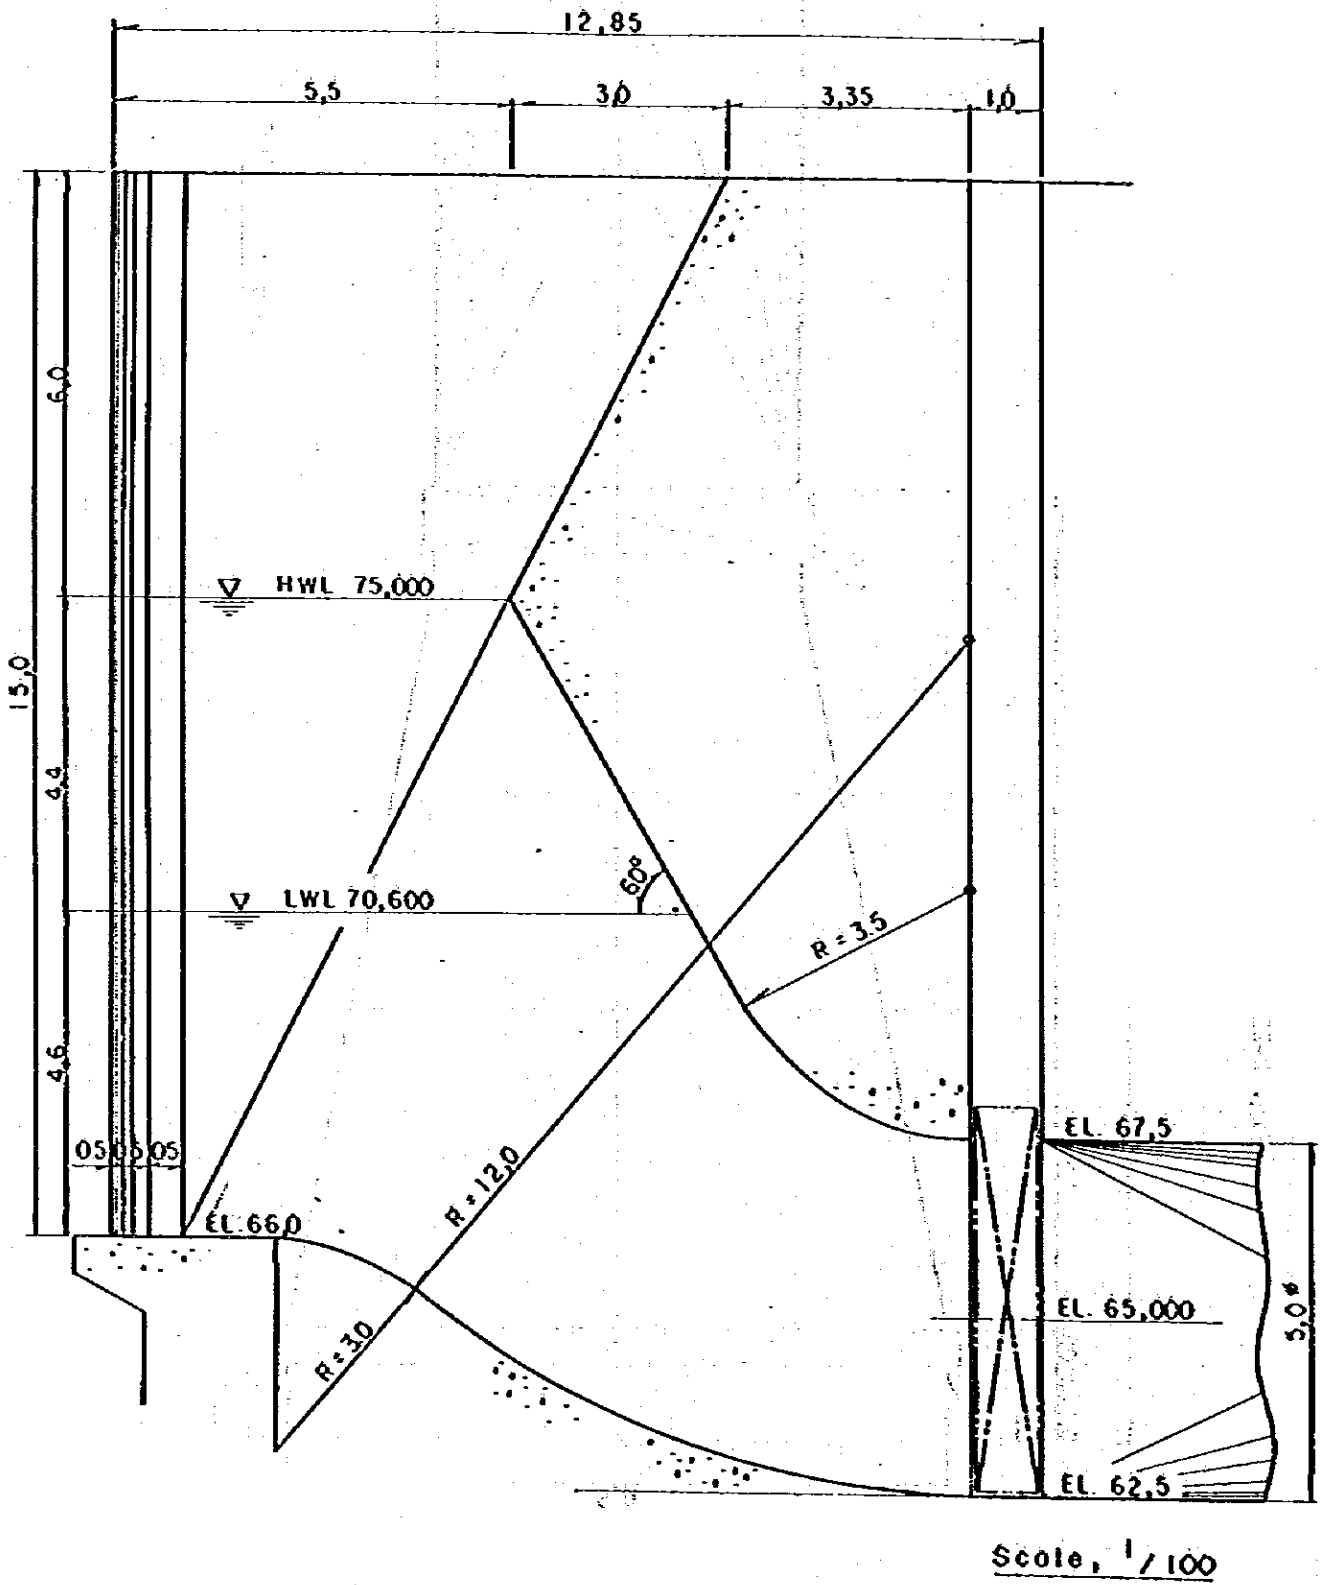 12,85
5,5
3,0
3,35
1,0
6,0
HWL 75,000
15,0
4,4
60°
LWL 70,600
R = 3.5
4,6
EL. 67,5
05 05 05
R = 12,0
EL. 66,0
EL. 65,000
5,0ø
R = 3,0
EL. 62,5
Scale, 1/100